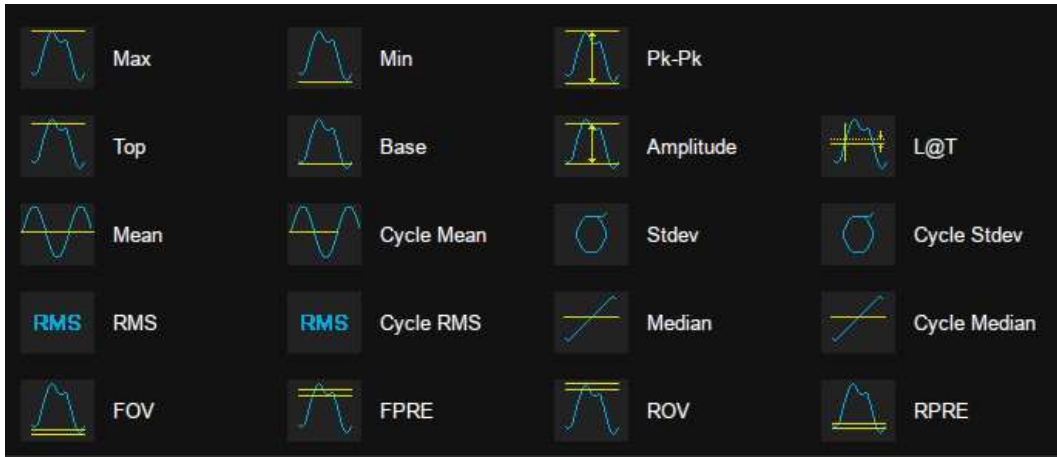 Max Min Pk-Pk
Top Base Amplitude L@T
Mean Cycle Mean Stdev Cycle Stdev
RMS RMS RMS Cycle RMS Median Cycle Median
FOV FPRE ROV RPRE